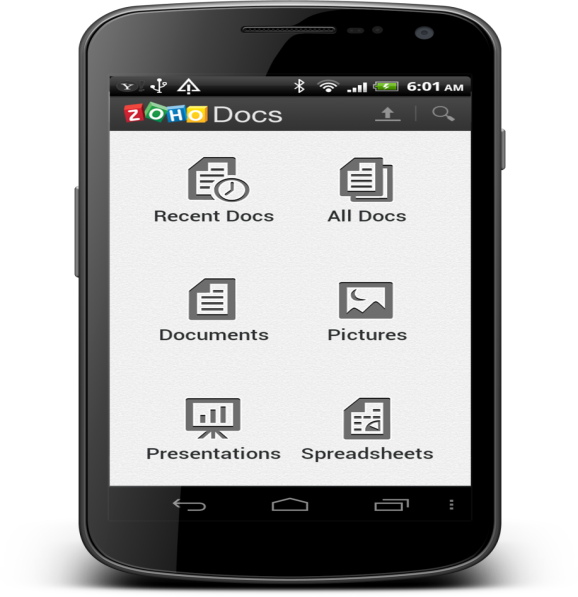 6:01 AM
ZOHO Docs
Recent Docs
All Docs
Documents
Pictures
Presentations
Spreadsheets